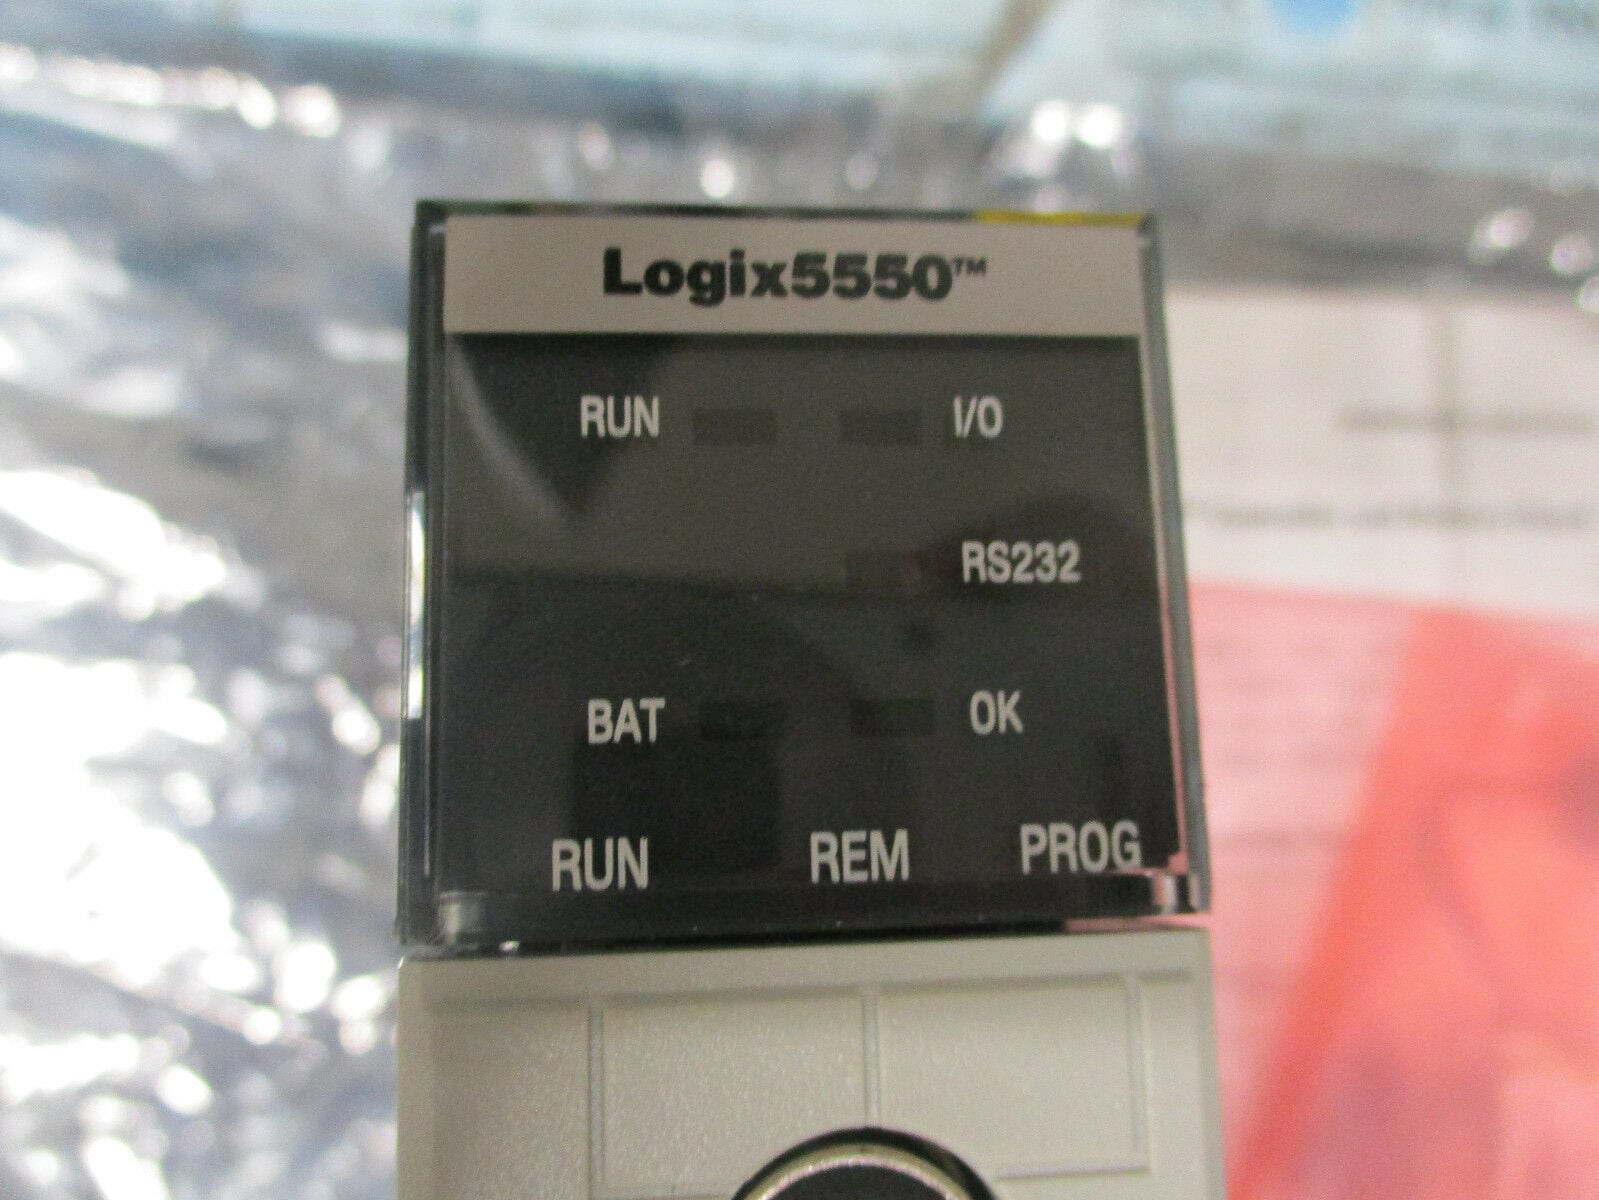 Logix5550™
RUN I/O
RS232
BAT OK
RUN REM PROG